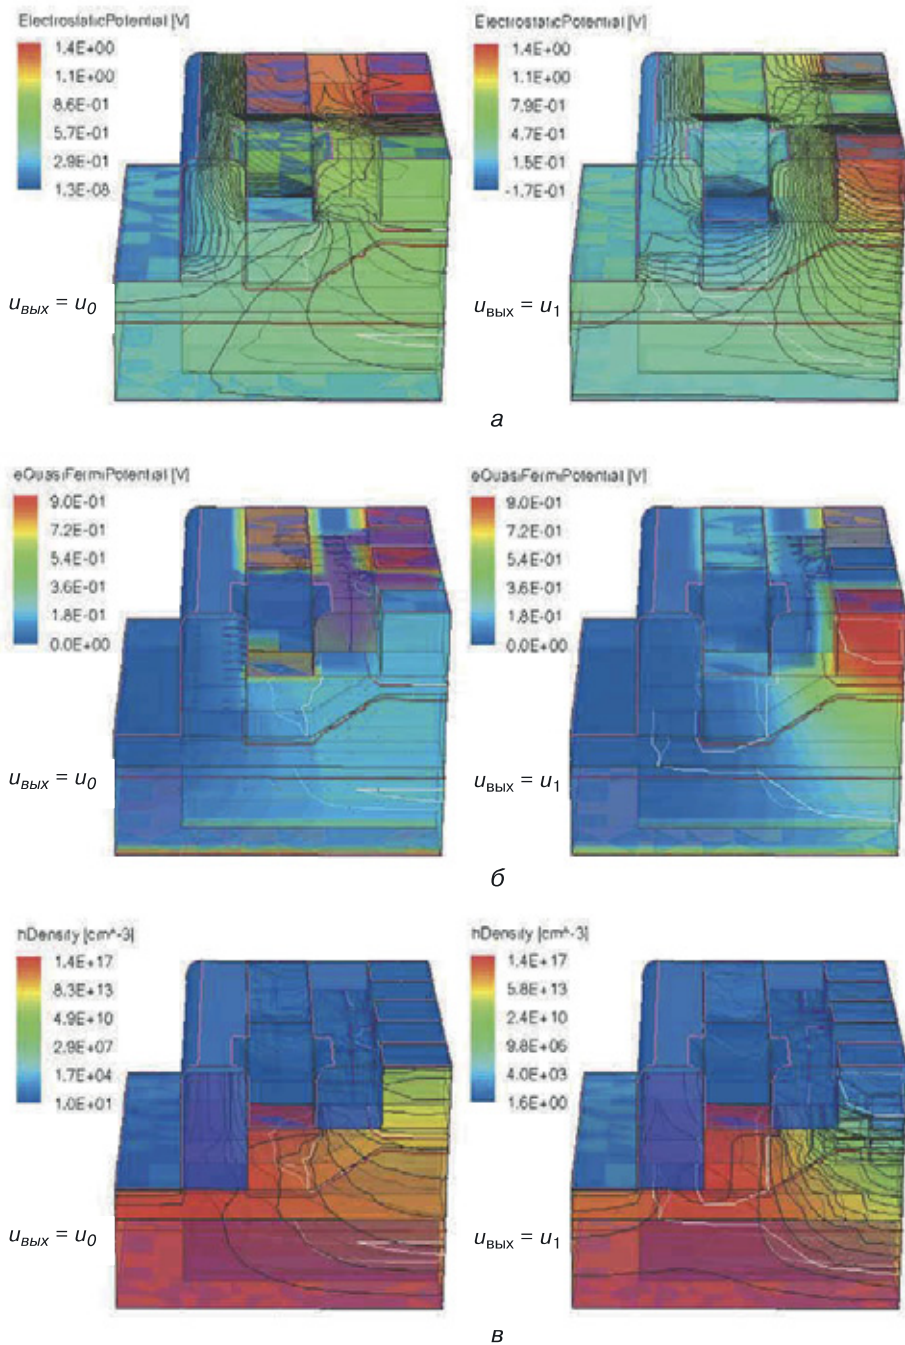 ElectrostaticPotential [V]
1.4E+00
1.1E+00
8.6E-01
5.7E-01
2.9E-01
1.3E-08
uвых = u0
ElectrostaticPotential [V]
1.4E+00
1.1E+00
7.9E-01
4.7E-01
1.5E-01
-1.7E-01
uвых = u1
а
eQuasiFermiPotential [V]
9.0E-01
7.2E-01
5.4E-01
3.6E-01
1.8E-01
0.0E+00
uвых = u0
eQuasiFermiPotential [V]
9.0E-01
7.2E-01
5.4E-01
3.6E-01
1.8E-01
0.0E+00
uвых = u1
б
hDensity [cm^-3]
1.4E+17
8.3E+13
4.9E+10
2.9E+07
1.7E+04
1.0E+01
uвых = u0
hDensity [cm^-3]
1.4E+17
5.8E+13
2.4E+10
9.8E+06
4.0E+03
1.6E+00
uвых = u1
в